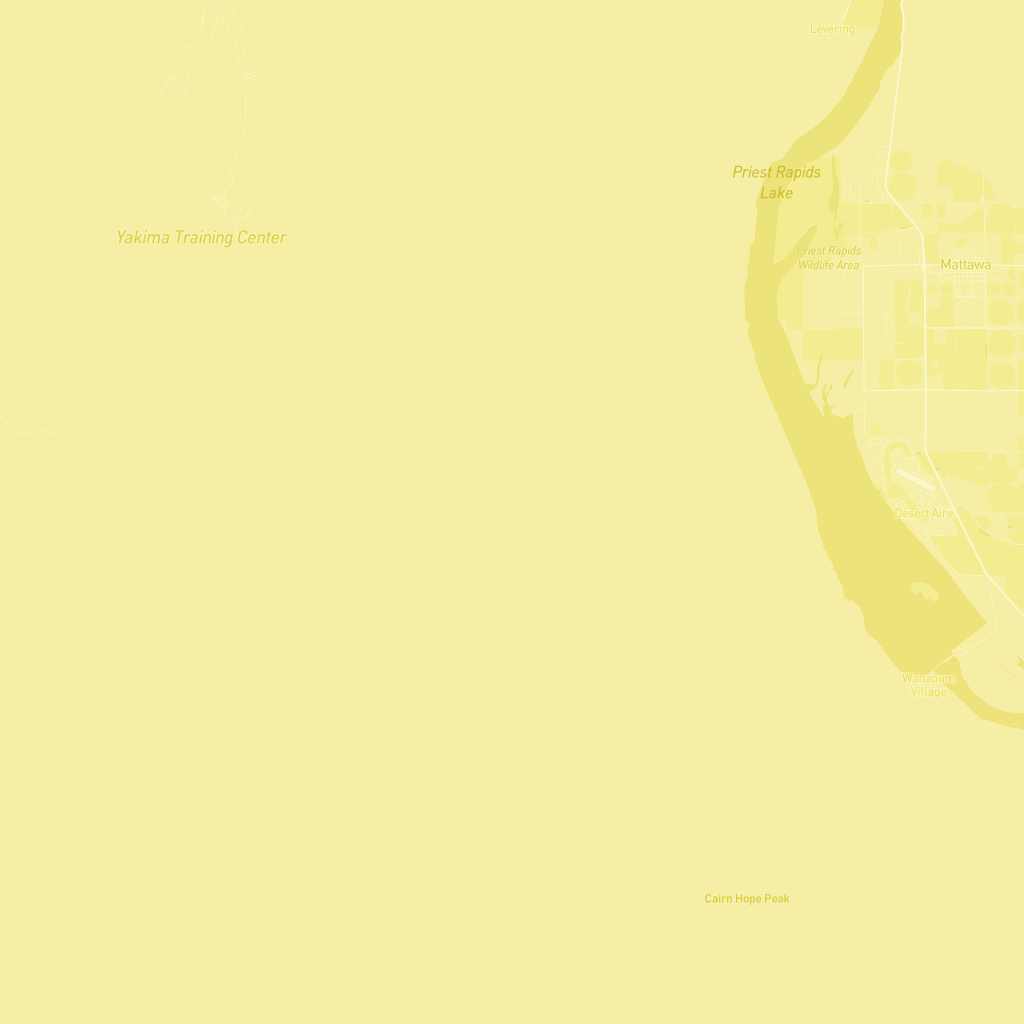 Levering
Priest Rapids
Lake
Yakima Training Center
Priest Rapids
Wildlife Area
Mattawa
Desert Aire
Wanapum
Village
Cairn Hope Peak